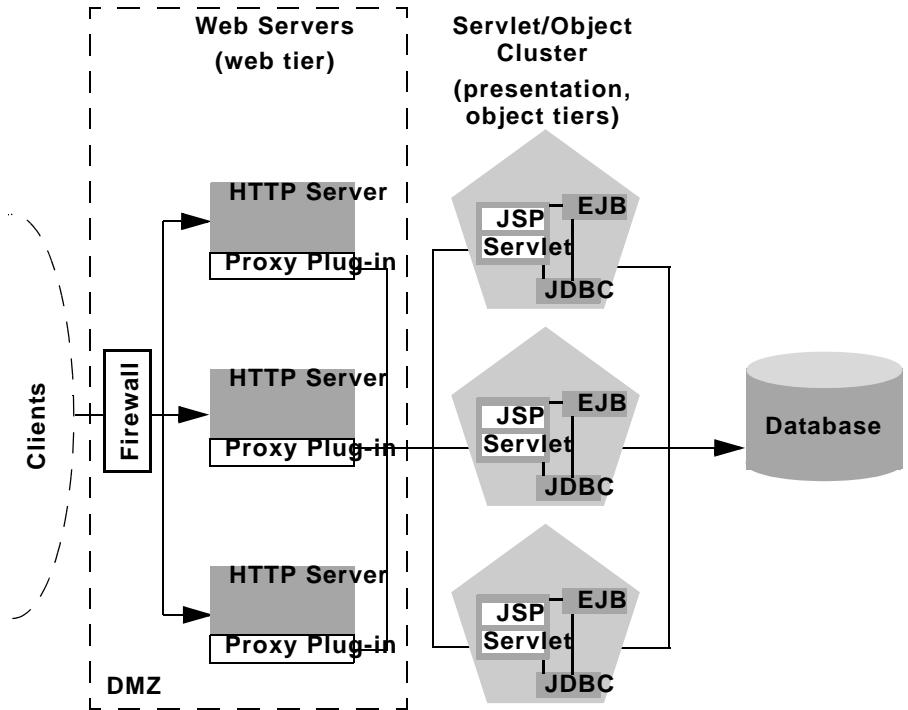 Web Servers
(web tier)
Servlet/Object
Cluster
(presentation,
object tiers)
HTTP Server
Proxy Plug-in
HTTP Server
Proxy Plug-in
HTTP Server
Proxy Plug-in
JSP
Servlet
EJB
JDBC
JSP
Servlet
EJB
JDBC
JSP
Servlet
EJB
JDBC
Clients
Firewall
Database
DMZ